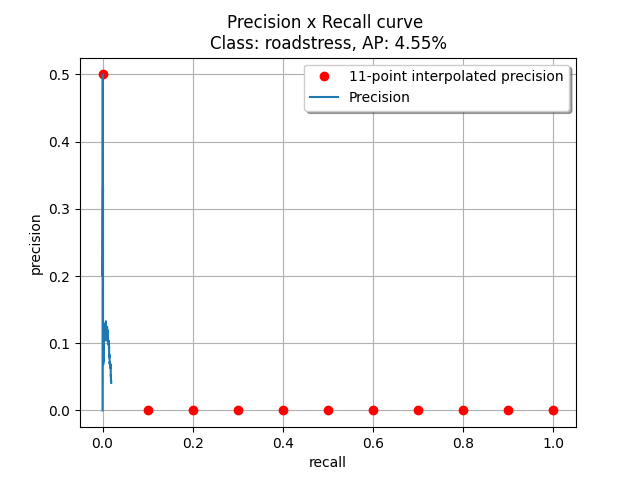 Precision x Recall curve
Class: roadstress, AP: 4.55%
11-point interpolated precision
Precision
0.5
0.4
0.3
0.2
0.1
0.0
precision
0.0 0.2 0.4 0.6 0.8 1.0
recall